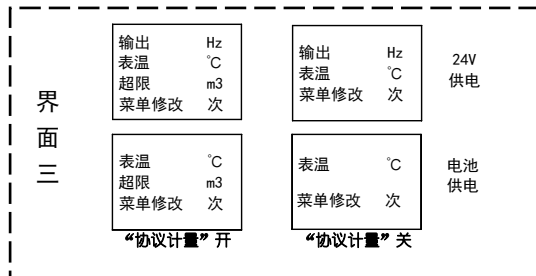 界面三
输出 Hz
表温 ℃
超限 m3
菜单修改 次
输出 Hz
表温 ℃
菜单修改 次
24V
供电
表温 ℃
超限 m3
菜单修改 次
表温 ℃
菜单修改 次
电池
供电
“协议计量”开
“协议计量”关